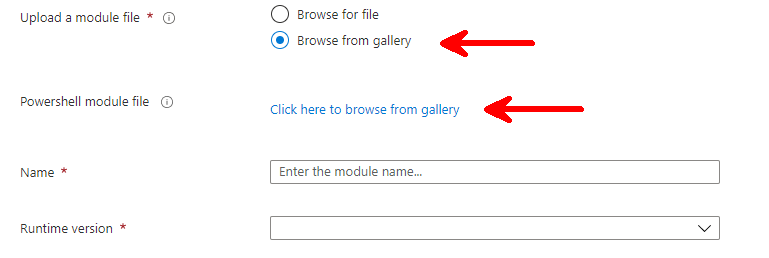 Upload a module file *
Browse for file
Browse from gallery
Powershell module file
Click here to browse from gallery
Name *
Enter the module name...
Runtime version *